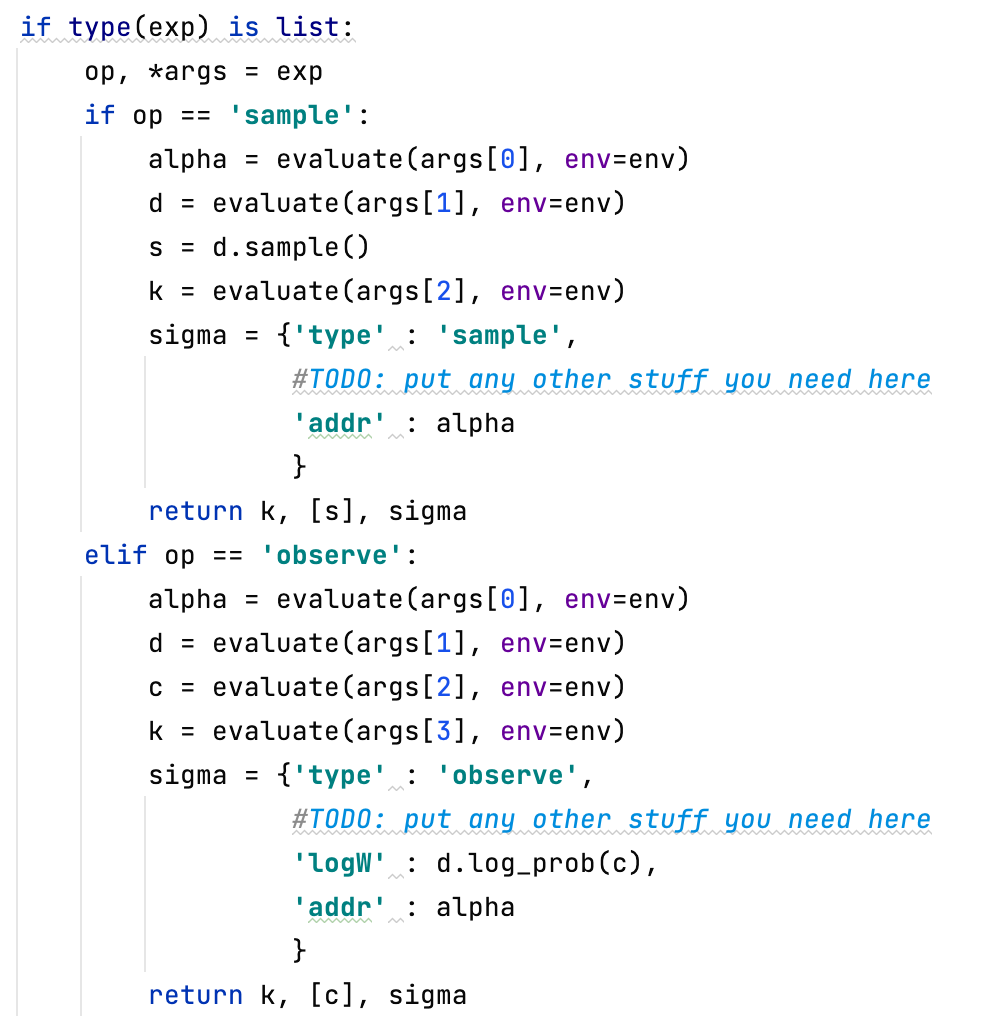 if type(exp) is list:
    op, *args = exp
    if op == 'sample':
        alpha = evaluate(args[0], env=env)
        d = evaluate(args[1], env=env)
        s = d.sample()
        k = evaluate(args[2], env=env)
        sigma = {'type' : 'sample',
                 #TODO: put any other stuff you need here
                 'addr' : alpha
                 }
        return k, [s], sigma
    elif op == 'observe':
        alpha = evaluate(args[0], env=env)
        d = evaluate(args[1], env=env)
        c = evaluate(args[2], env=env)
        k = evaluate(args[3], env=env)
        sigma = {'type' : 'observe',
                 #TODO: put any other stuff you need here
                 'logW' : d.log_prob(c),
                 'addr' : alpha
                 }
        return k, [c], sigma